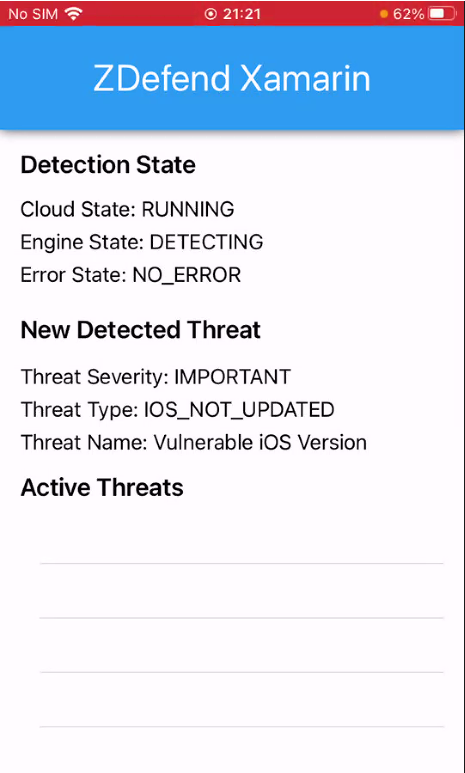 No SIM 21:21 62%
ZDefend Xamarin
Detection State
Cloud State: RUNNING
Engine State: DETECTING
Error State: NO_ERROR
New Detected Threat
Threat Severity: IMPORTANT
Threat Type: IOS_NOT_UPDATED
Threat Name: Vulnerable iOS Version
Active Threats